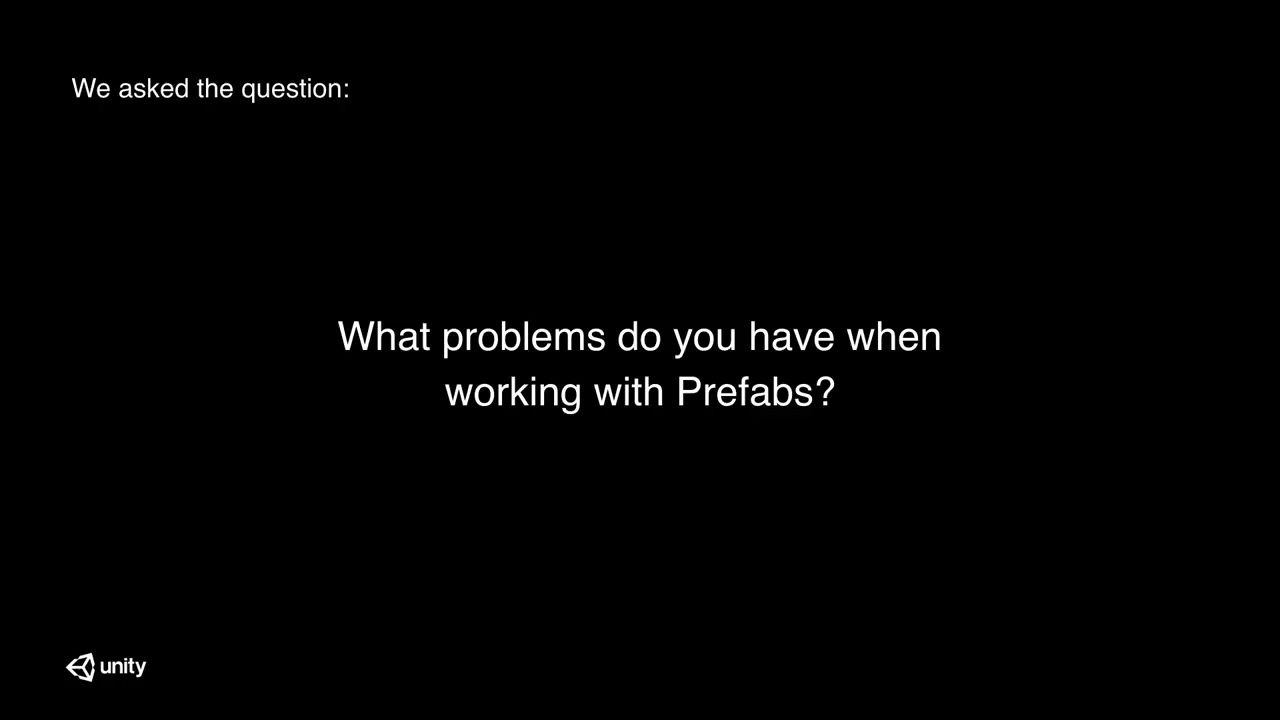 We asked the question:
What problems do you have when
working with Prefabs?
unity